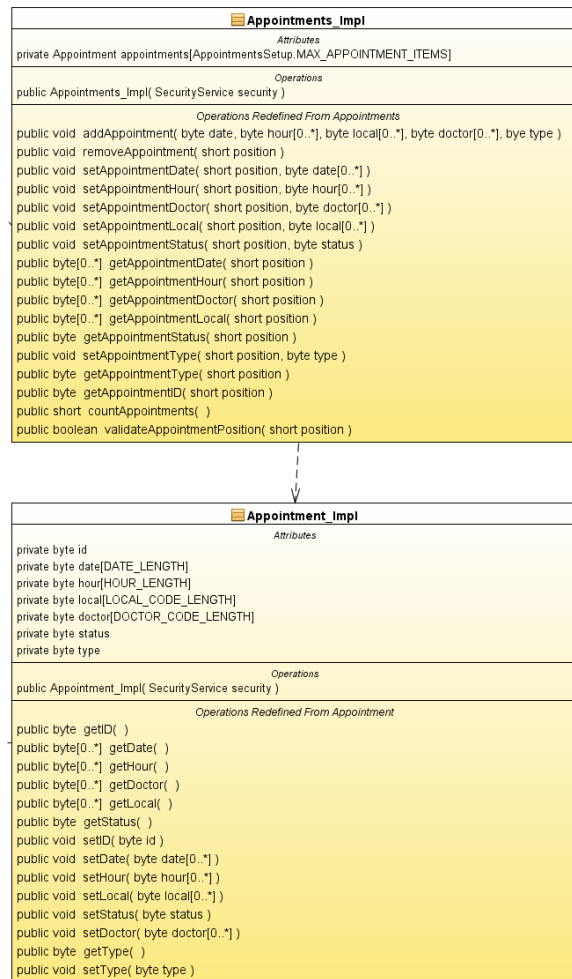 Appointments_Impl
Attributes
private Appointment appointments[AppointmentsSetup.MAX_APPOINTMENT_ITEMS]
Operations
public Appointments_Impl( SecurityService security )
Operations Redefined From Appointments
public void addAppointment( byte date, byte hour[0..*], byte local[0..*], byte doctor[0..*], bye type )
public void removeAppointment( short position )
public void setAppointmentDate( short position, byte date[0..*] )
public void setAppointmentHour( short position, byte hour[0..*] )
public void setAppointmentDoctor( short position, byte doctor[0..*] )
public void setAppointmentLocal( short position, byte local[0..*] )
public void setAppointmentStatus( short position, byte status )
public byte[0..*] getAppointmentDate( short position )
public byte[0..*] getAppointmentHour( short position )
public byte[0..*] getAppointmentDoctor( short position )
public byte[0..*] getAppointmentLocal( short position )
public byte getAppointmentStatus( short position )
public void setAppointmentType( short position, byte type )
public byte getAppointmentType( short position )
public byte getAppointmentID( short position )
public short countAppointments( )
public boolean validateAppointmentPosition( short position )
Appointment_Impl
Attributes
private byte id
private byte date[DATE_LENGTH]
private byte hour[HOUR_LENGTH]
private byte local[LOCAL_CODE_LENGTH]
private byte doctor[DOCTOR_CODE_LENGTH]
private byte status
private byte type
Operations
public Appointment_Impl( SecurityService security )
Operations Redefined From Appointment
public byte getID( )
public byte[0..*] getDate( )
public byte[0..*] getHour( )
public byte[0..*] getDoctor( )
public byte[0..*] getLocal( )
public byte getStatus( )
public void setID( byte id )
public void setDate( byte date[0..*] )
public void setHour( byte hour[0..*] )
public void setLocal( byte local[0..*] )
public void setStatus( byte status )
public void setDoctor( byte doctor[0..*] )
public byte getType( )
public void setType( byte type )